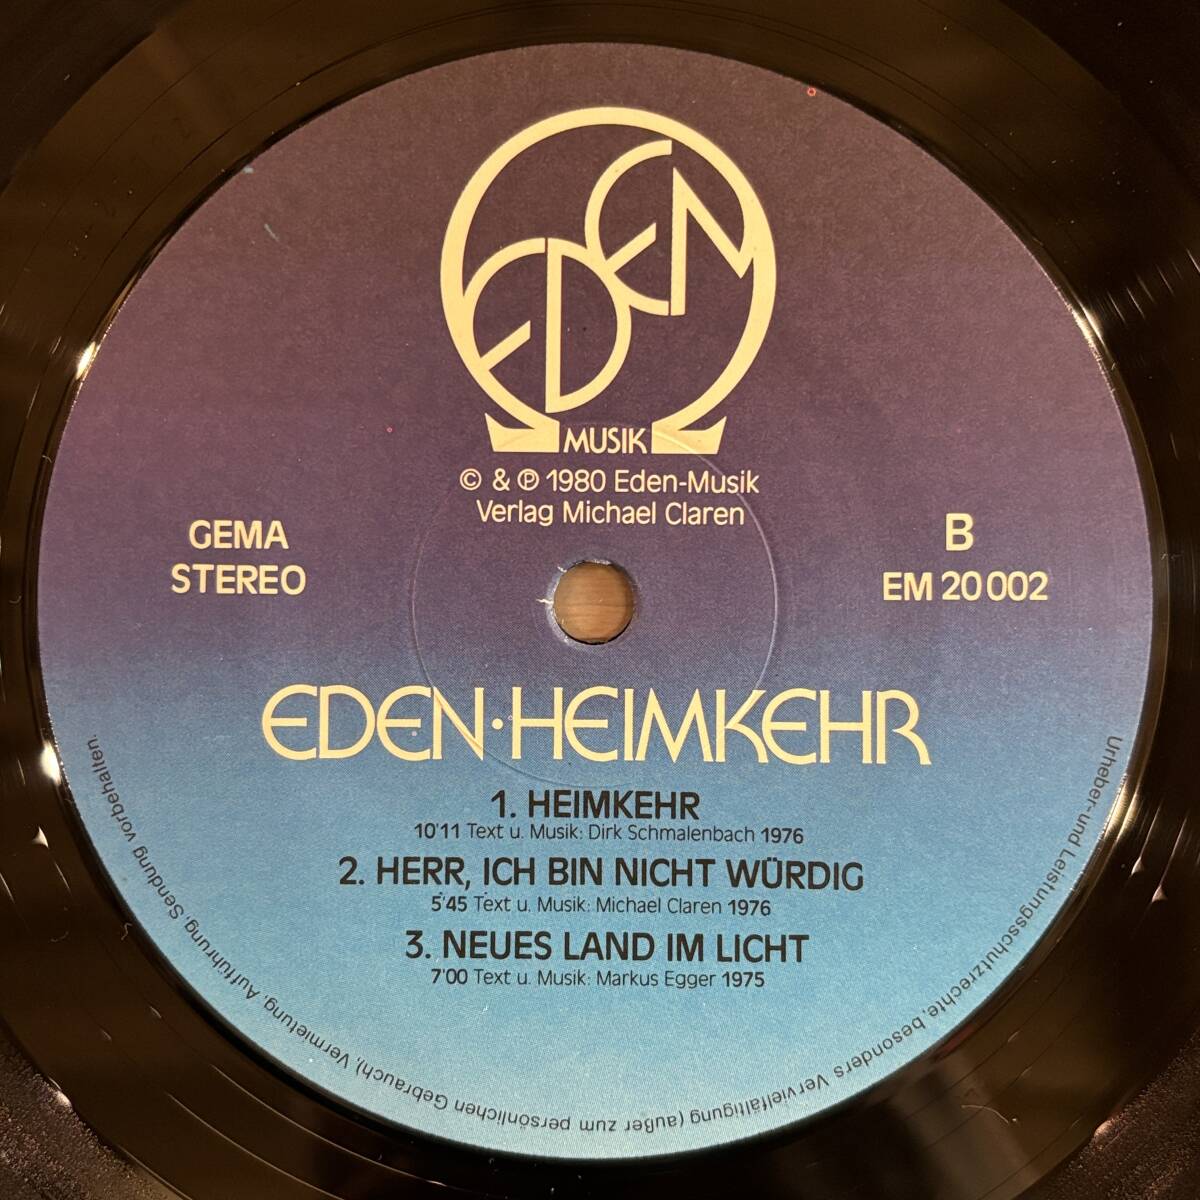 EDEN
MUSIK
© & ℗ 1980 Eden-Musik
Verlag Michael Claren
GEMA
STEREO
B
EM 20 002
EDEN·HEIMKEHR
1. HEIMKEHR
10'11 Text u. Musik: Dirk Schmalenbach 1976
2. HERR, ICH BIN NICHT WÜRDIG
5'45 Text u. Musik: Michael Claren 1976
3. NEUES LAND IM LICHT
7'00 Text u. Musik: Markus Egger 1975
Urheber-und Leistungsschutzrechte, besonders Vervielfältigung (außer zum persönlichen Gebrauch), Vermietung, Aufführung, Sendung vorbehalten.